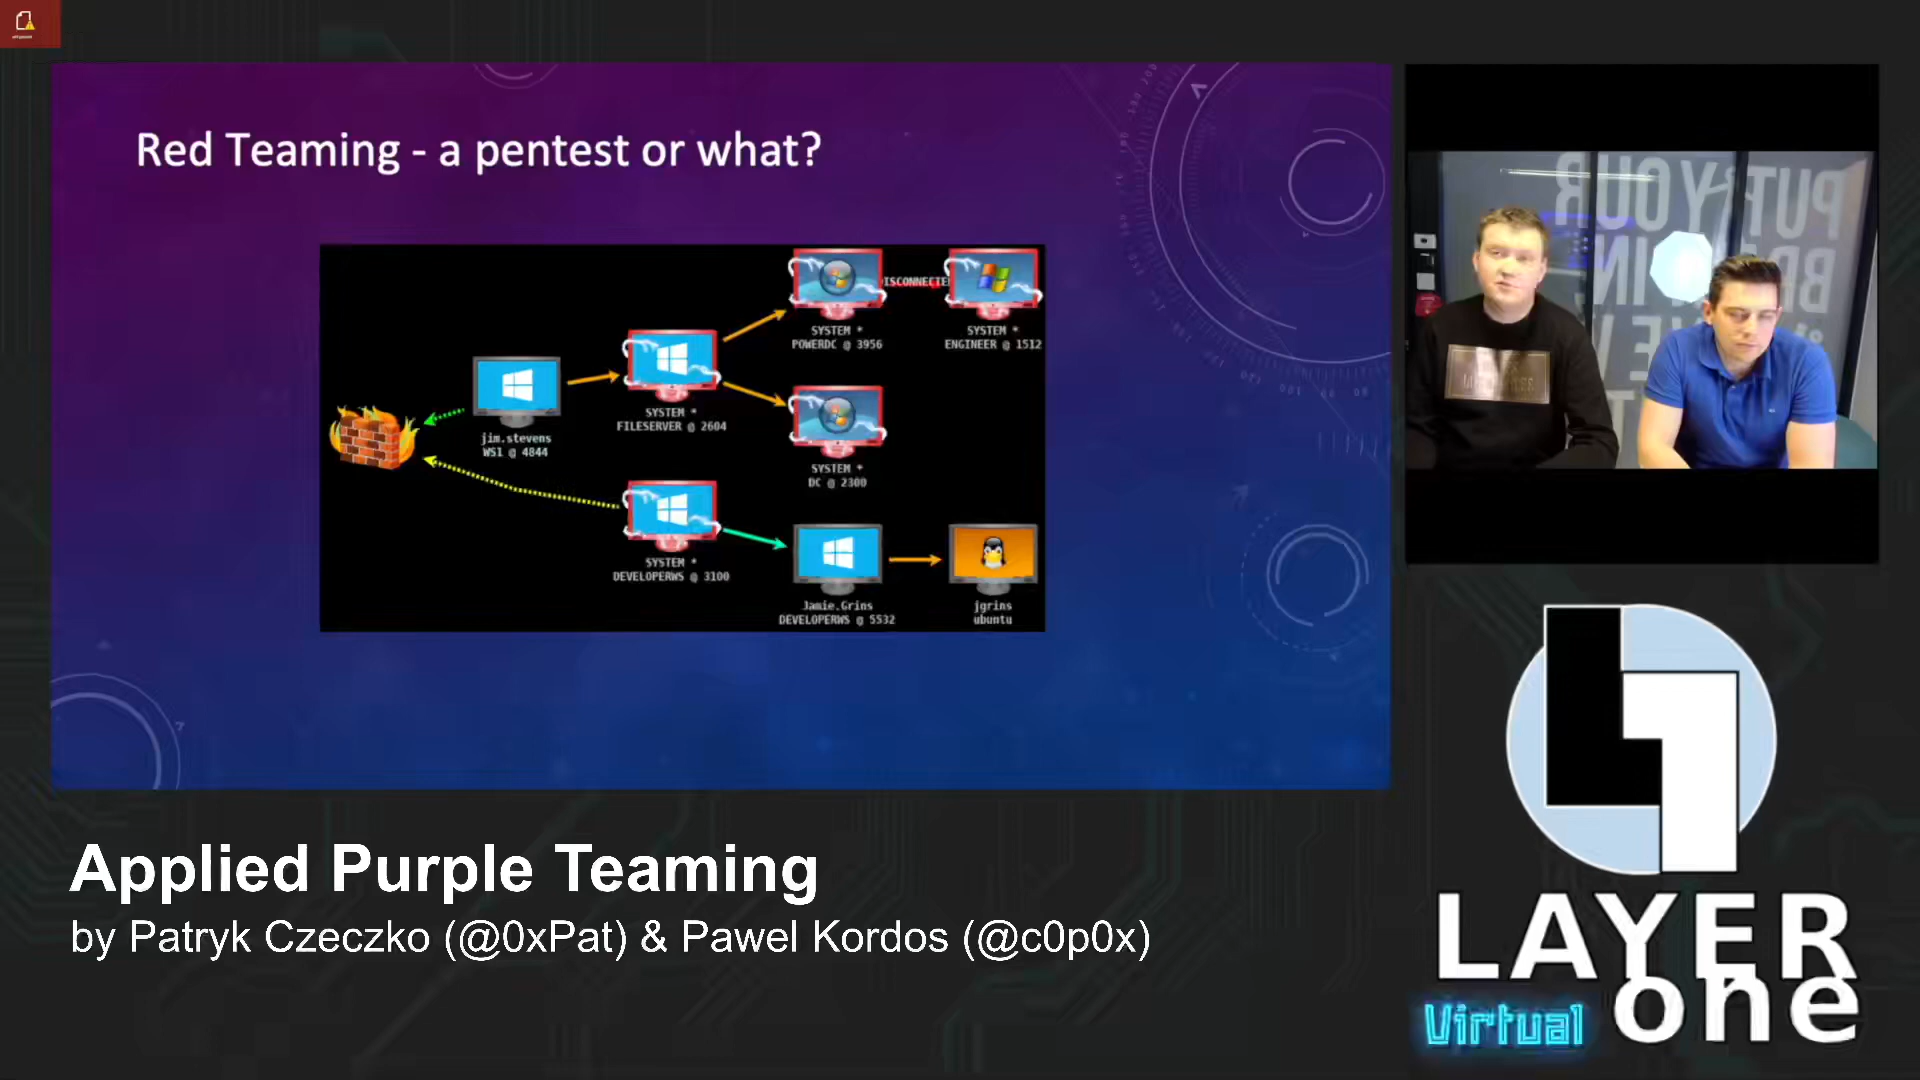 Red Teaming - a pentest or what?
ISCONNECTE
SYSTEM *
POWERDC @ 3956
SYSTEM *
ENGINEER @ 1512
jim.stevens
WS1 @ 4844
SYSTEM *
FILESERVER @ 2604
SYSTEM *
DC @ 2300
SYSTEM *
DEVELOPERWS @ 3100
Jamie.Grins
DEVELOPERWS @ 5532
jgrins
ubuntu
PUT YOUR
Applied Purple Teaming
by Patryk Czeczko (@0xPat) & Pawel Kordos (@c0p0x)
LAYER
one
Virtual